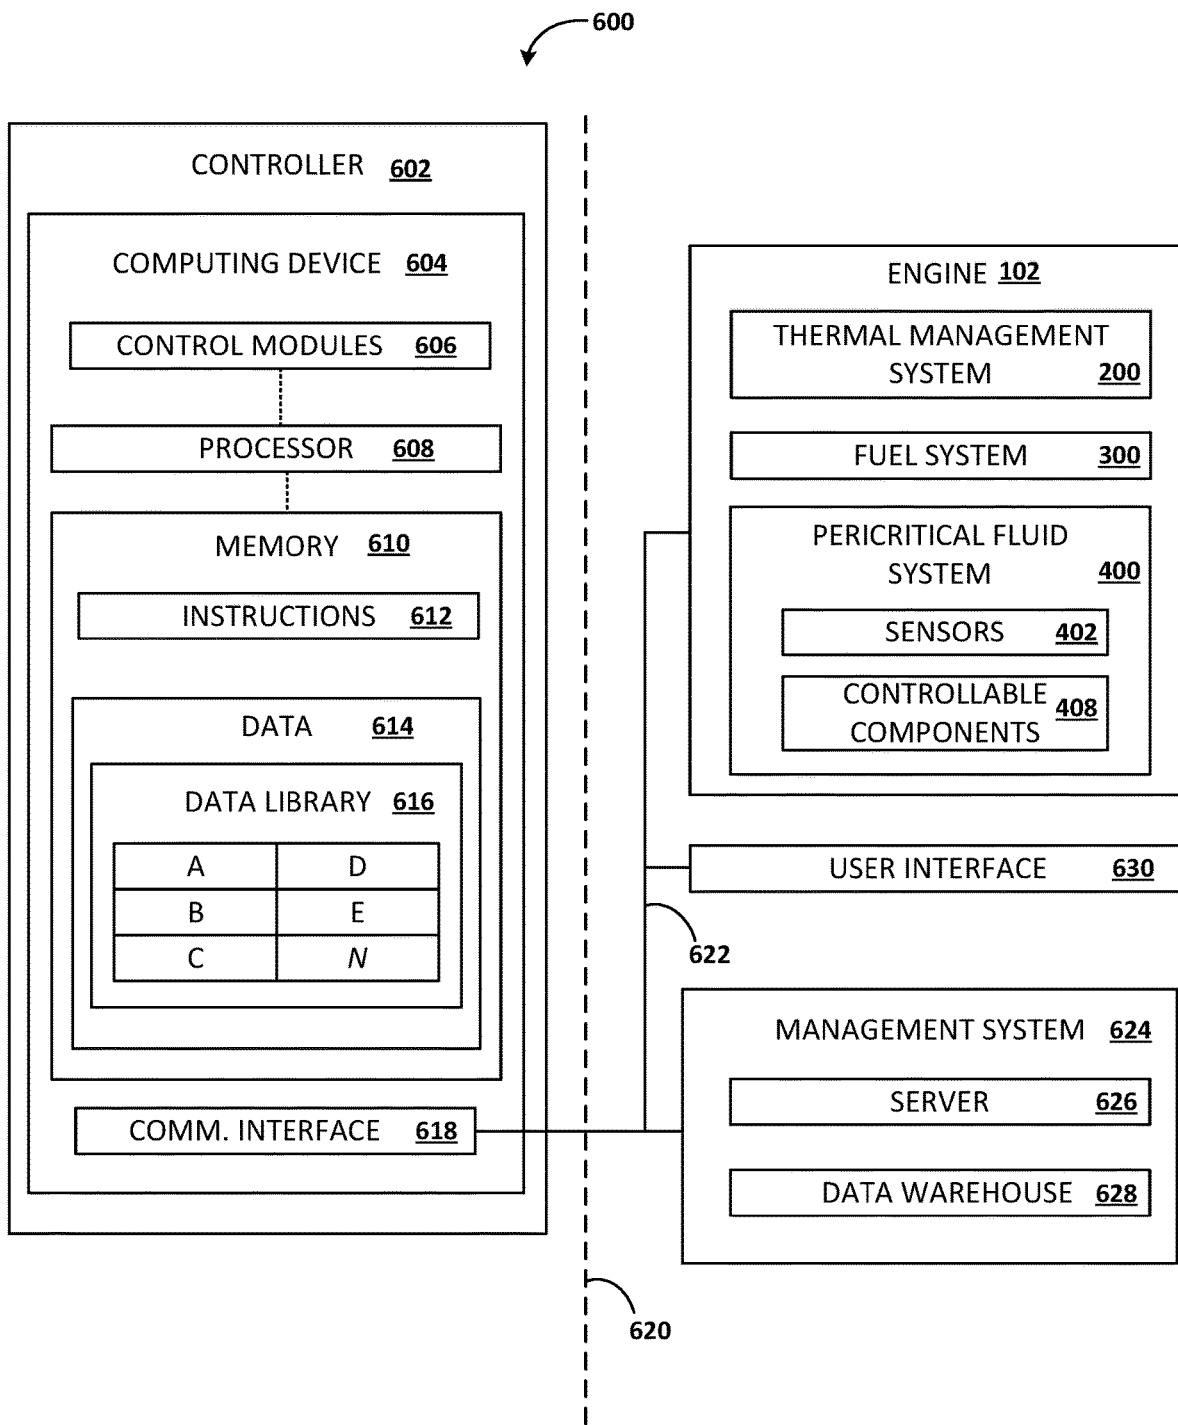 600
CONTROLLER 602
COMPUTING DEVICE 604
CONTROL MODULES 606
PROCESSOR 608
MEMORY 610
INSTRUCTIONS 612
DATA 614
DATA LIBRARY 616
A D
B E
C N
COMM. INTERFACE 618
620
622
ENGINE 102
THERMAL MANAGEMENT
SYSTEM 200
FUEL SYSTEM 300
PERICRITICAL FLUID
SYSTEM 400
SENSORS 402
CONTROLLABLE
COMPONENTS 408
USER INTERFACE 630
MANAGEMENT SYSTEM 624
SERVER 626
DATA WAREHOUSE 628